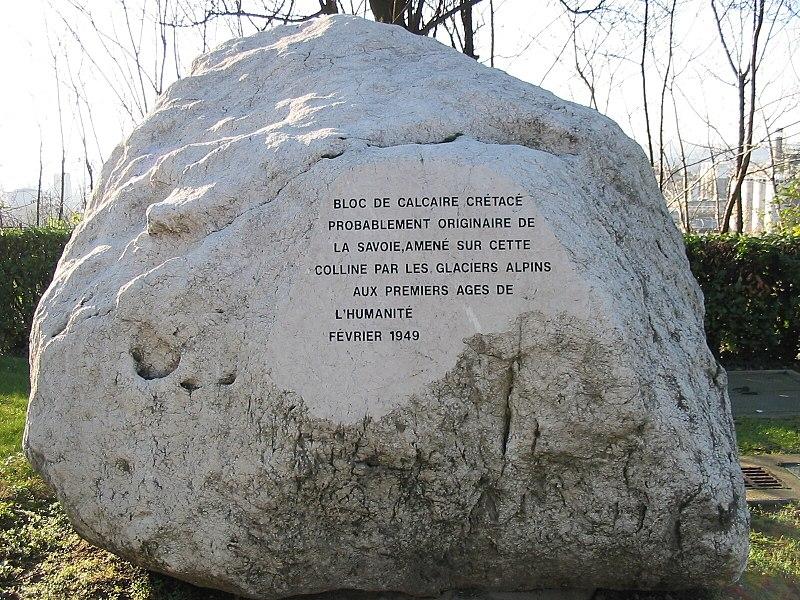 BLOC DE CALCAIRE CRÉTACÉ
PROBABLEMENT ORIGINAIRE DE
LA SAVOIE,AMENÉ SUR CETTE
COLLINE PAR LES GLACIERS ALPINS
AUX PREMIERS AGES DE
L'HUMANITÉ
FÉVRIER 1949